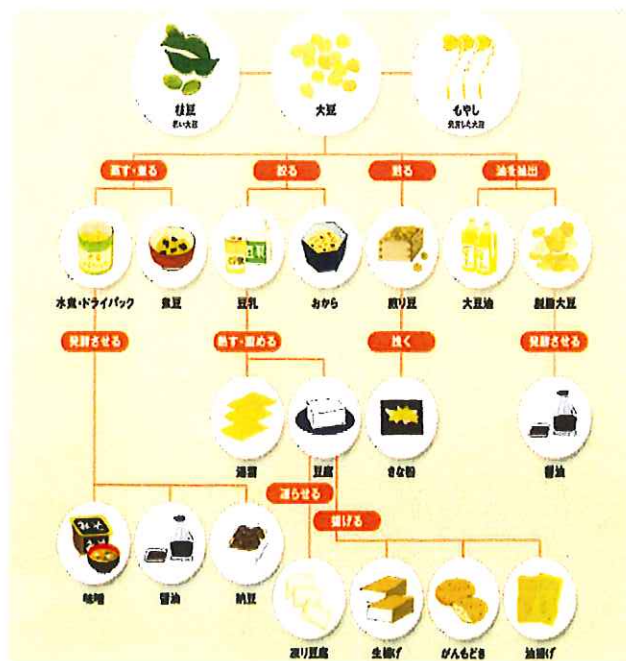 枝豆
若い大豆
大豆
もやし
発芽した大豆
蒸す・煮る
絞る
煎る
油を抽出
水煮・ドライパック
煮豆
豆乳
おから
煎り豆
大豆油
脱脂大豆
発酵させる
熱す・固める
挽く
発酵させる
湯葉
豆腐
きな粉
醤油
凍らせる
揚げる
味噌
醤油
納豆
凍り豆腐
生揚げ
がんもどき
油揚げ